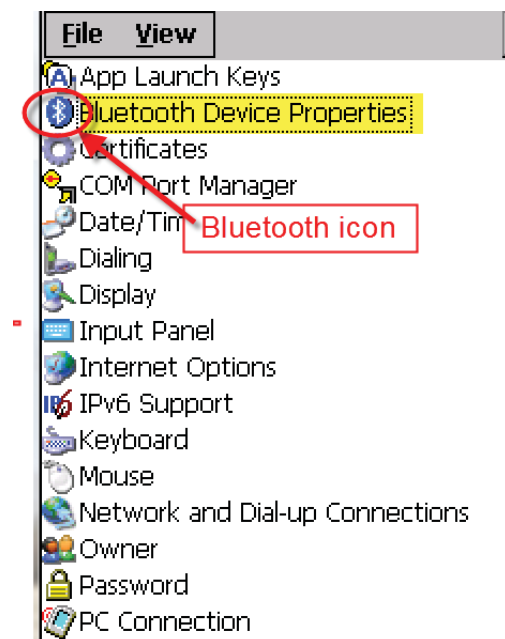 File View
App Launch Keys
Bluetooth Device Properties
Certificates
COM Port Manager
Date/Tim
Bluetooth icon
Dialing
Display
Input Panel
Internet Options
IPv6 Support
Keyboard
Mouse
Network and Dial-up Connections
Owner
Password
PC Connection